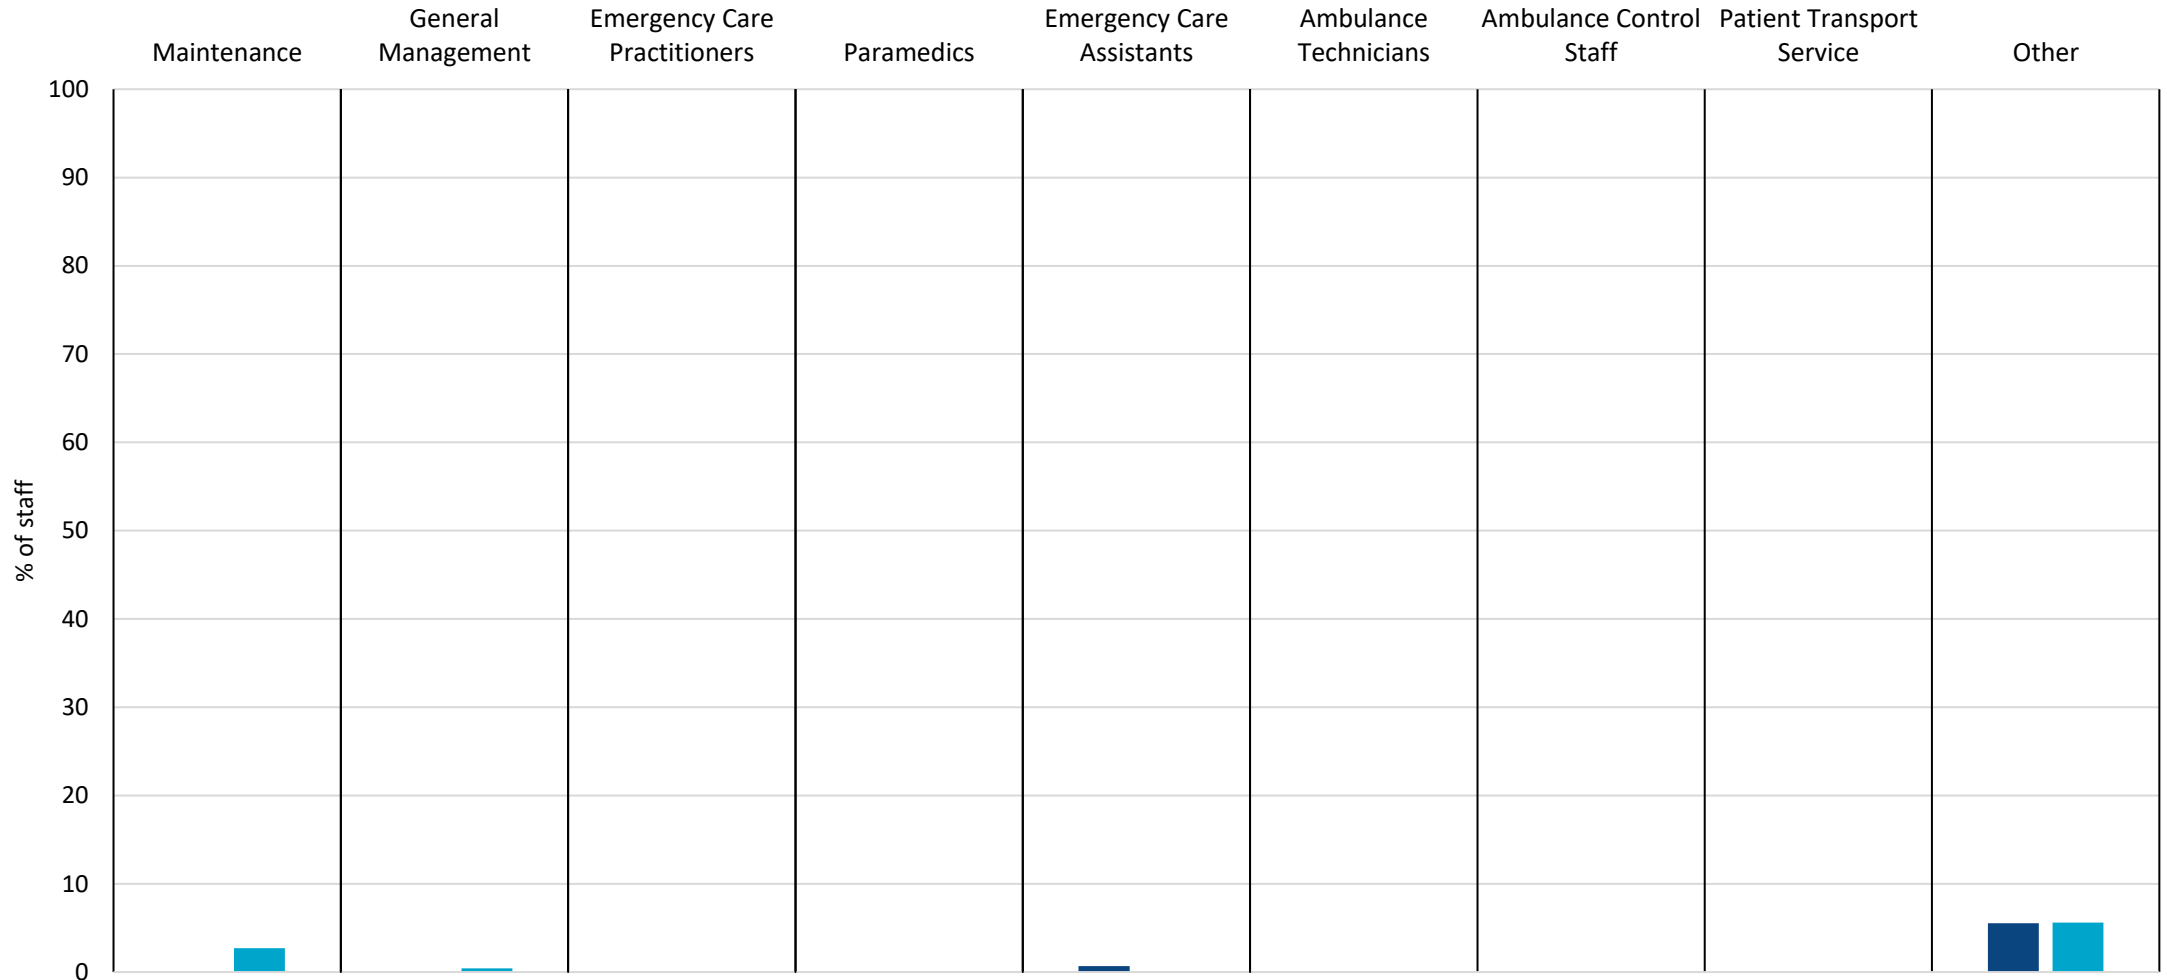 Maintenance
General
Management
Emergency Care
Practitioners
Paramedics
Emergency Care
Assistants
Ambulance
Technicians
Ambulance Control
Staff
Patient Transport
Service
Other
% of staff
100
90
80
70
60
50
40
30
20
10
0